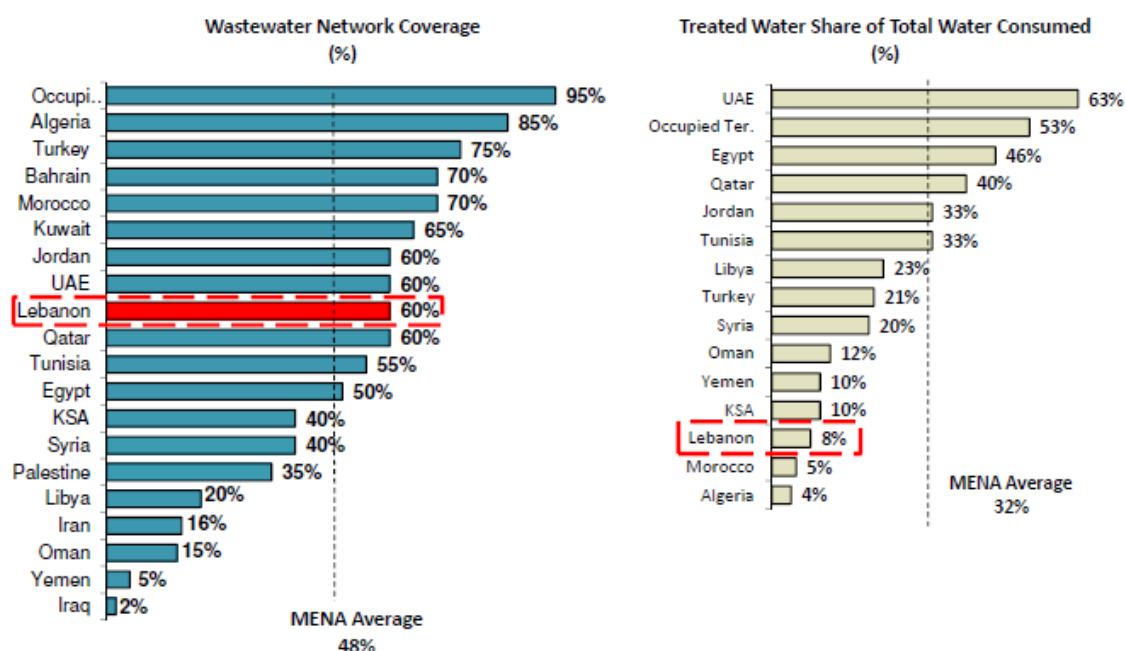 Wastewater Network Coverage
(%)
Occupi..
95%
Algeria
85%
Turkey
75%
Bahrain
70%
Morocco
70%
Kuwait
65%
Jordan
60%
UAE
60%
Lebanon
60%
Qatar
60%
Tunisia
55%
Egypt
50%
KSA
40%
Syria
40%
Palestine
35%
Libya
20%
Iran
16%
Oman
15%
Yemen
5%
Iraq
2%
MENA Average
48%
Treated Water Share of Total Water Consumed
(%)
UAE
63%
Occupied Ter.
53%
Egypt
46%
Qatar
40%
Jordan
33%
Tunisia
33%
Libya
23%
Turkey
21%
Syria
20%
Oman
12%
Yemen
10%
KSA
10%
Lebanon
8%
Morocco
5%
Algeria
4%
MENA Average
32%